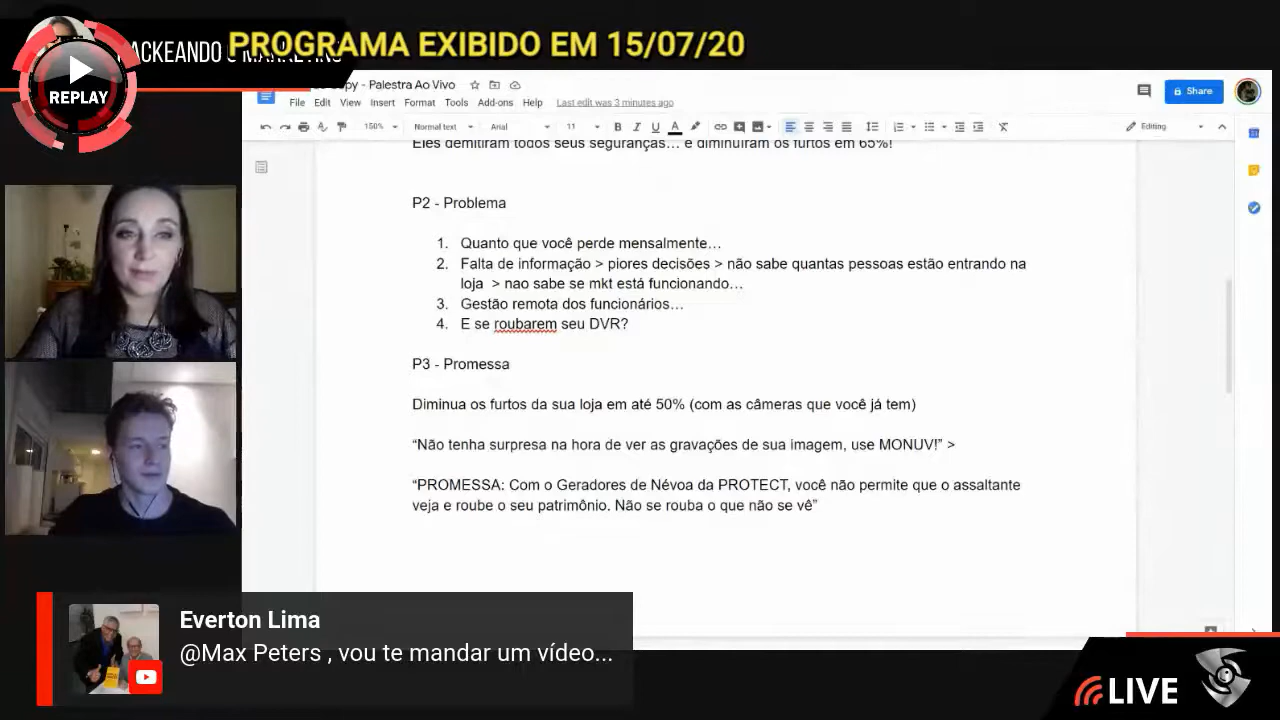 PROGRAMA EXIBIDO EM 15/07/20
REPLAY
Copy - Palestra Ao Vivo
File Edit View Insert Format Tools Add-ons Help Last edit was 3 minutes ago
Share
150% Normal text Arial 11 B I U A Editing
Eles demitiram todos seus seguranças... e diminuíram os furtos em 65%!
P2 - Problema
1. Quanto que você perde mensalmente...
2. Falta de informação > piores decisões > não sabe quantas pessoas estão entrando na
loja > nao sabe se mkt está funcionando...
3. Gestão remota dos funcionários...
4. E se roubarem seu DVR?
P3 - Promessa
Diminua os furtos da sua loja em até 50% (com as câmeras que você já tem)
“Não tenha surpresa na hora de ver as gravações de sua imagem, use MONUV!” >
“PROMESSA: Com o Geradores de Névoa da PROTECT, você não permite que o assaltante
veja e roube o seu patrimônio. Não se rouba o que não se vê”
Everton Lima
@Max Peters , vou te mandar um vídeo...
LIVE